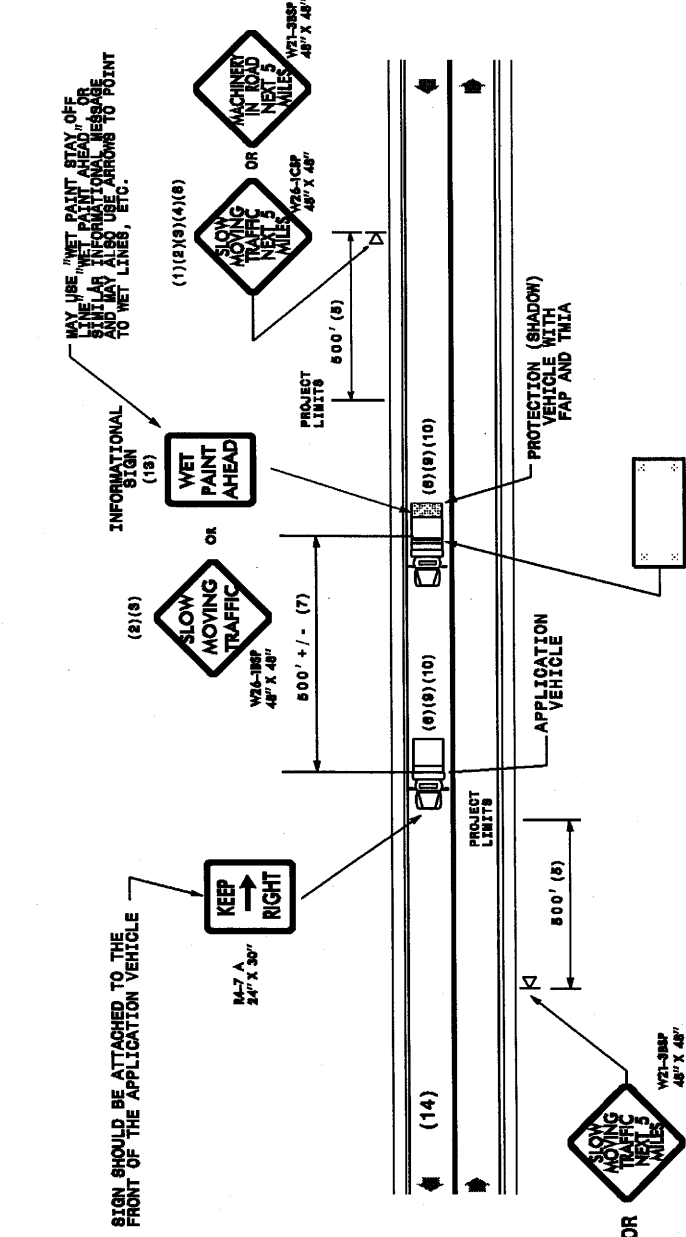 MAY USE "WET PAINT STAY OFF
LINE" "WET PAINT AHEAD" OR
SIMILAR INFORMATIONAL MESSAGE
AND MAY ALSO USE ARROWS TO POINT
TO WET LINES, ETC.
MACHINERY
IN ROAD
NEXT 5
MILES
W21-3BSP
48" X 48"
OR
(1)(2)(3)(4)(8)
SLOW
MOVING
TRAFFIC
NEXT 5
MILES
W26-1CSP
48" X 48"
500' (5)
PROJECT
LIMITS
INFORMATIONAL
SIGN
(13)
WET
PAINT
AHEAD
OR
(2)(3)
SLOW
MOVING
TRAFFIC
W26-1BSP
48" X 48"
500' +/- (7)
(6)(9)(10)
PROTECTION (SHADOW)
VEHICLE WITH
FAP AND TMIA
(6)(9)(10)
APPLICATION
VEHICLE
SIGN SHOULD BE ATTACHED TO THE
FRONT OF THE APPLICATION VEHICLE
KEEP
RIGHT
R4-7 A
24" X 30"
PROJECT
LIMITS
500' (5)
(14)
SLOW
MOVING
TRAFFIC
NEXT 5
MILES
W21-3BSP
48" X 48"
OR